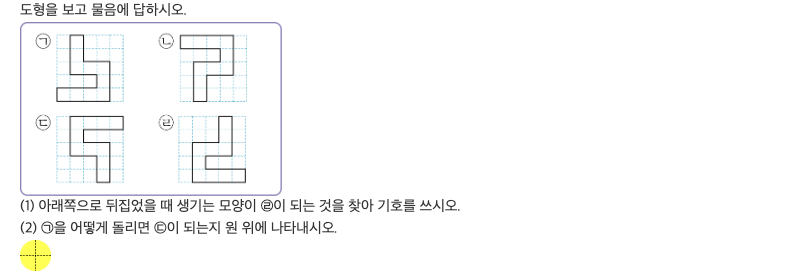 도형을 보고 물음에 답하시오.
㉠ ㉡
㉢ ㉣
(1) 아래쪽으로 뒤집었을 때 생기는 모양이 ㉣이 되는 것을 찾아 기호를 쓰시오.
(2) ㉠을 어떻게 돌리면 ㉢이 되는지 원 위에 나타내시오.